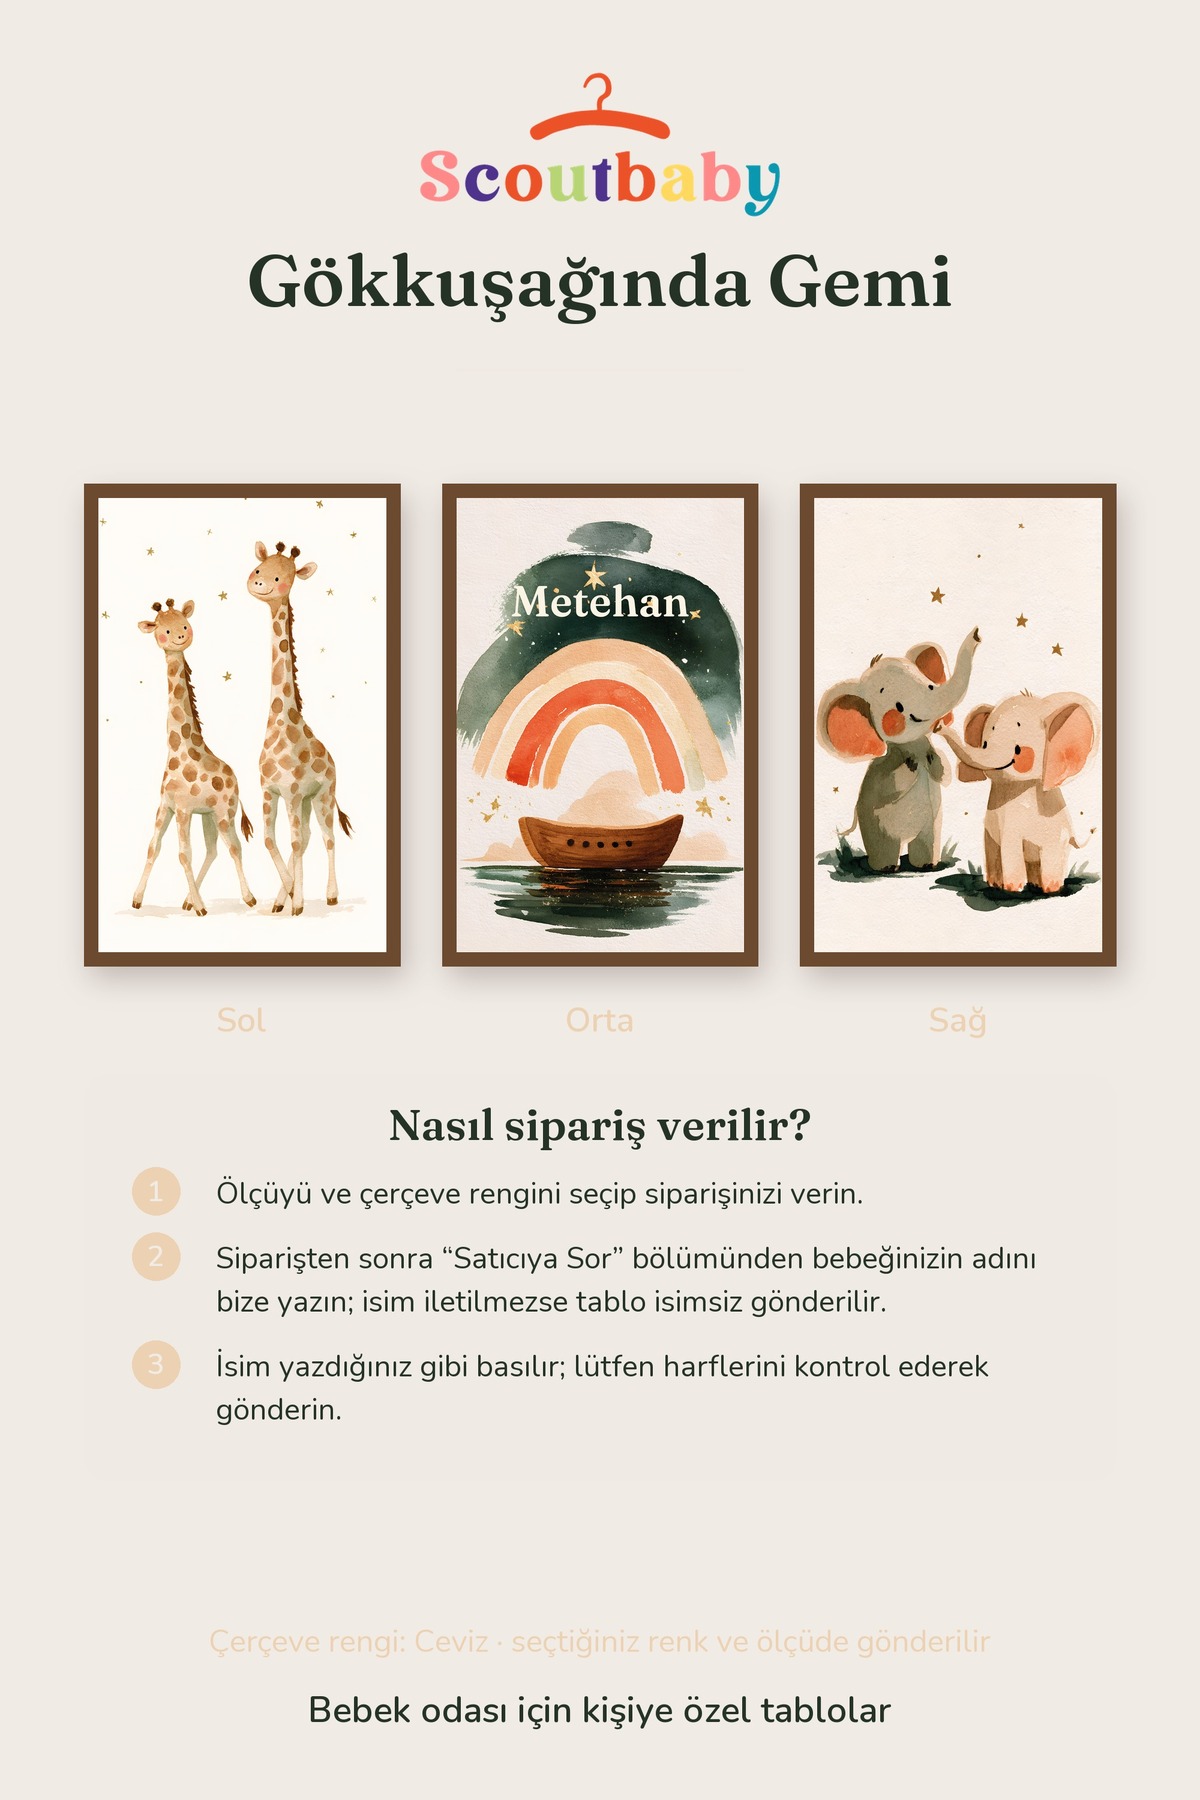 Scoutbaby
Gökkuşağında Gemi
Metehan
Sol
Orta
Sağ
Nasıl sipariş verilir?
1 Ölçüyü ve çerçeve rengini seçip siparişinizi verin.
2 Siparişten sonra “Satıcıya Sor” bölümünden bebeğinizin adını
bize yazın; isim iletilmezse tablo isimsiz gönderilir.
3 İsim yazdığınız gibi basılır; lütfen harflerini kontrol ederek
gönderin.
Çerçeve rengi: Ceviz · seçtiğiniz renk ve ölçüde gönderilir
Bebek odası için kişiye özel tablolar